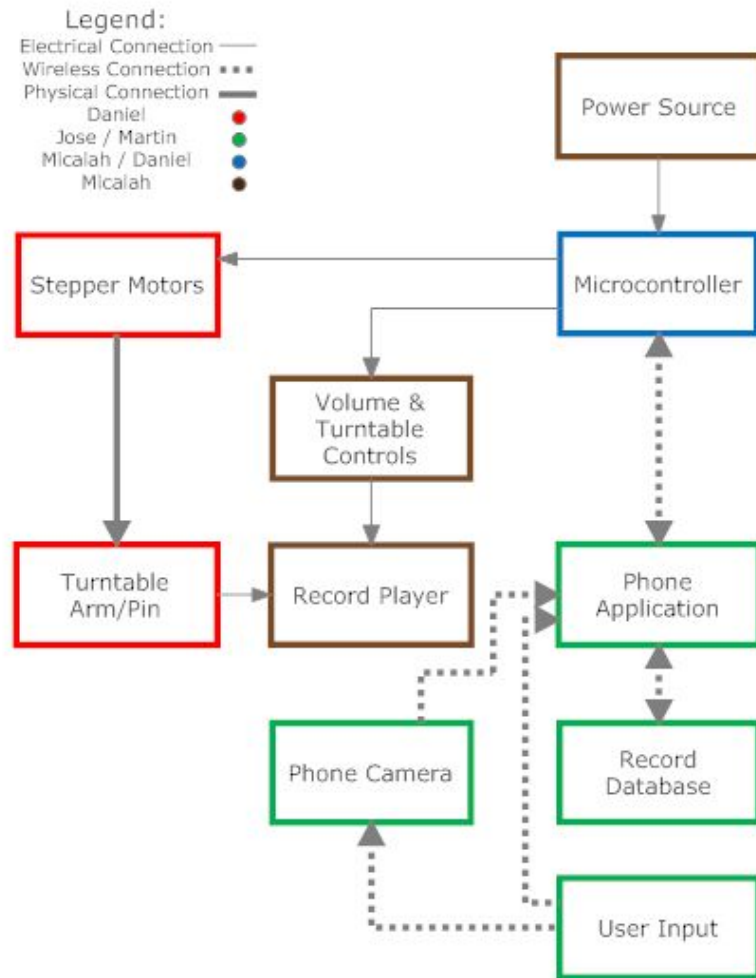 Legend:
Electrical Connection
Wireless Connection
Physical Connection
Daniel
Jose / Martin
Micalah / Daniel
Micalah
Power Source
Stepper Motors
Microcontroller
Volume &
Turntable
Controls
Turntable
Arm/Pin
Record Player
Phone
Application
Phone Camera
Record
Database
User Input